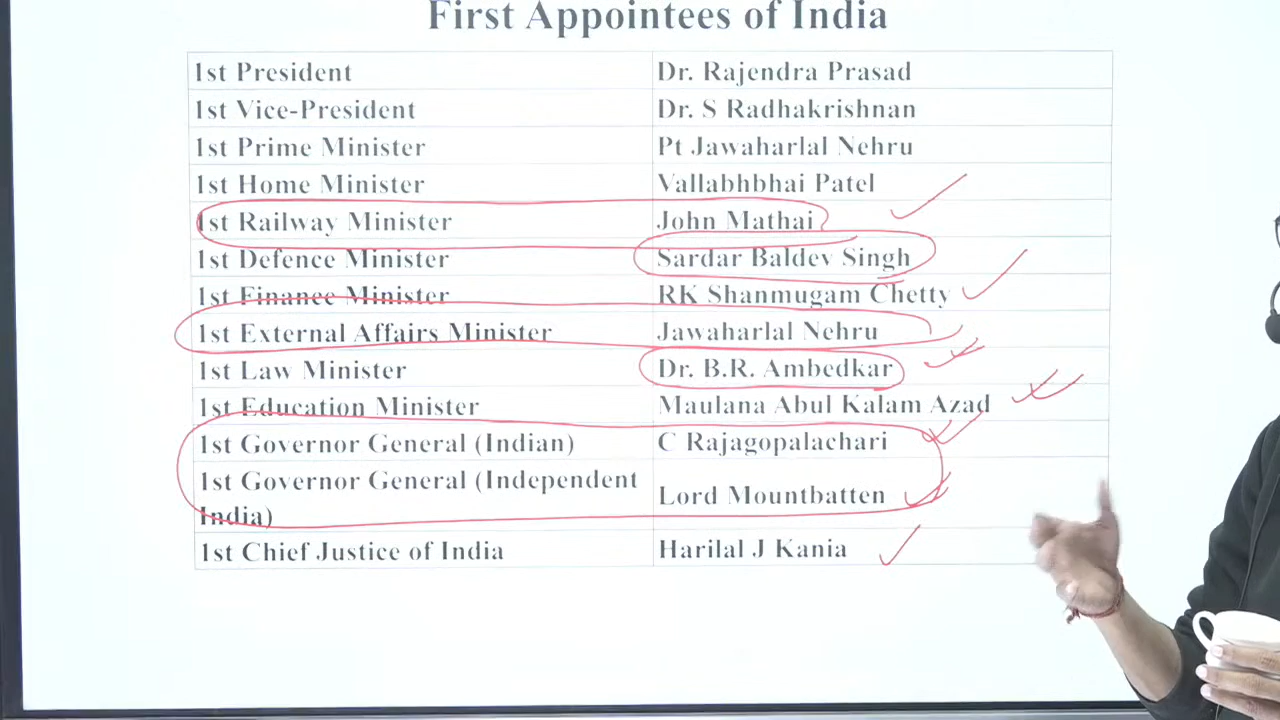 First Appointees of India
1st President Dr. Rajendra Prasad
1st Vice-President Dr. S Radhakrishnan
1st Prime Minister Pt Jawaharlal Nehru
1st Home Minister Vallabhbhai Patel
1st Railway Minister John Mathai
1st Defence Minister Sardar Baldev Singh
1st Finance Minister RK Shanmugam Chetty
1st External Affairs Minister Jawaharlal Nehru
1st Law Minister Dr. B.R. Ambedkar
1st Education Minister Maulana Abul Kalam Azad
1st Governor General (Indian) C Rajagopalachari
1st Governor General (Independent
India) Lord Mountbatten
1st Chief Justice of India Harilal J Kania